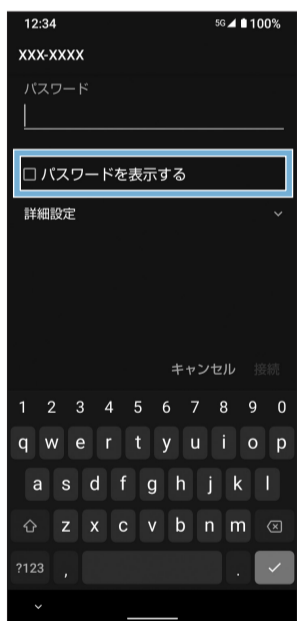 12:34 5G 100%
XXX-XXXX
パスワード
パスワードを表示する
詳細設定
キャンセル 接続
1 2 3 4 5 6 7 8 9 0
q w e r t y u i o p
a s d f g h j k l
z x c v b n m
?123 , .